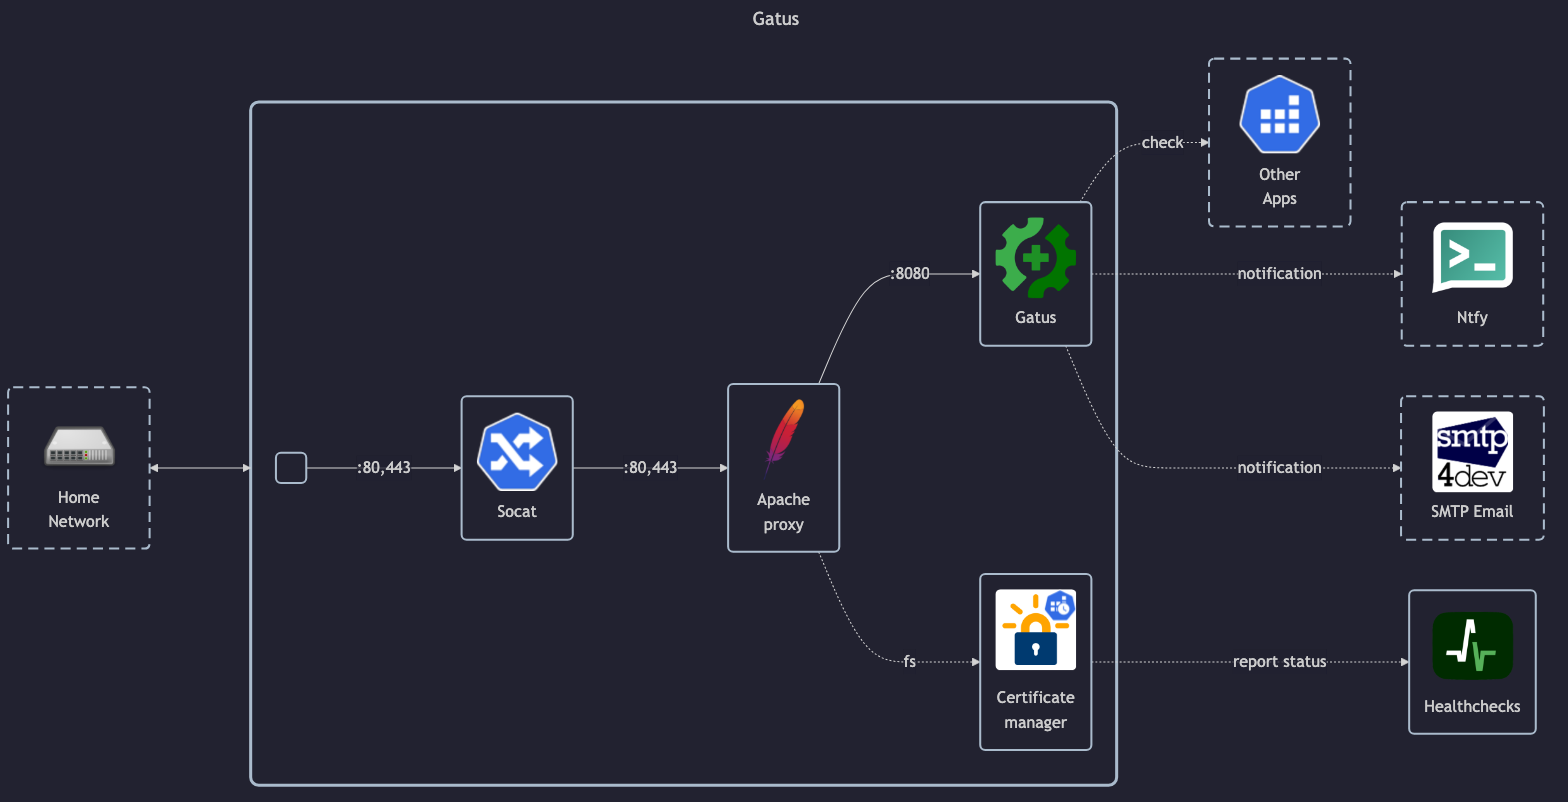 Gatus
check
Other
Apps
:8080
Gatus
notification
>_
Ntfy
Home
Network
:80,443
Socat
:80,443
Apache
proxy
notification
smtp
4dev
SMTP Email
fs
Certificate
manager
report status
Healthchecks